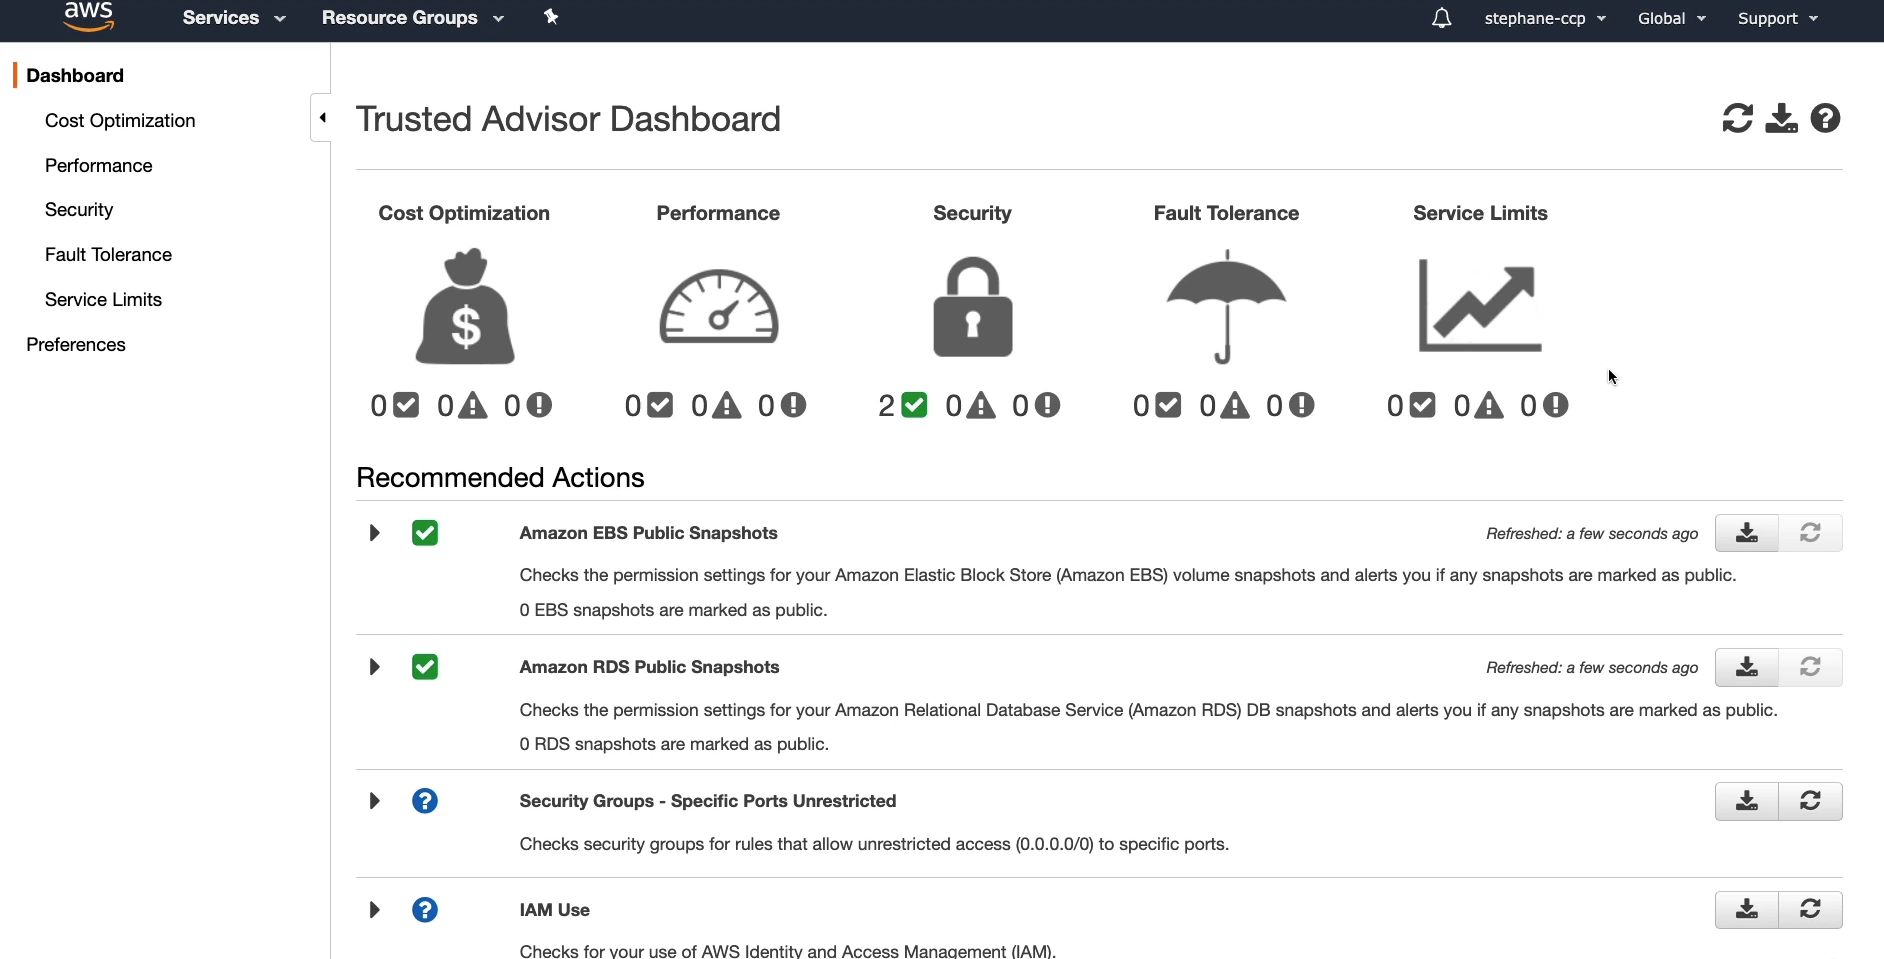 aws Services Resource Groups stephane-ccp Global Support
Dashboard
Cost Optimization
Performance
Security
Fault Tolerance
Service Limits
Preferences
Trusted Advisor Dashboard
Cost Optimization Performance Security Fault Tolerance Service Limits
$
0 0 0 0 0 0 2 0 0 0 0 0 0 0 0
Recommended Actions
Amazon EBS Public Snapshots Refreshed: a few seconds ago
Checks the permission settings for your Amazon Elastic Block Store (Amazon EBS) volume snapshots and alerts you if any snapshots are marked as public.
0 EBS snapshots are marked as public.
Amazon RDS Public Snapshots Refreshed: a few seconds ago
Checks the permission settings for your Amazon Relational Database Service (Amazon RDS) DB snapshots and alerts you if any snapshots are marked as public.
0 RDS snapshots are marked as public.
Security Groups - Specific Ports Unrestricted
Checks security groups for rules that allow unrestricted access (0.0.0.0/0) to specific ports.
IAM Use
Checks for your use of AWS Identity and Access Management (IAM).